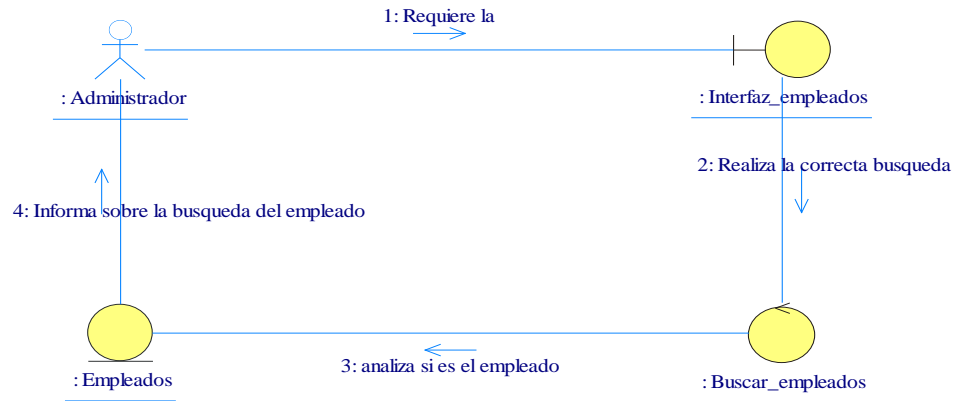 1: Requiere la
: Administrador
: Interfaz_empleados
2: Realiza la correcta busqueda
4: Informa sobre la busqueda del empleado
3: analiza si es el empleado
: Empleados
: Buscar_empleados